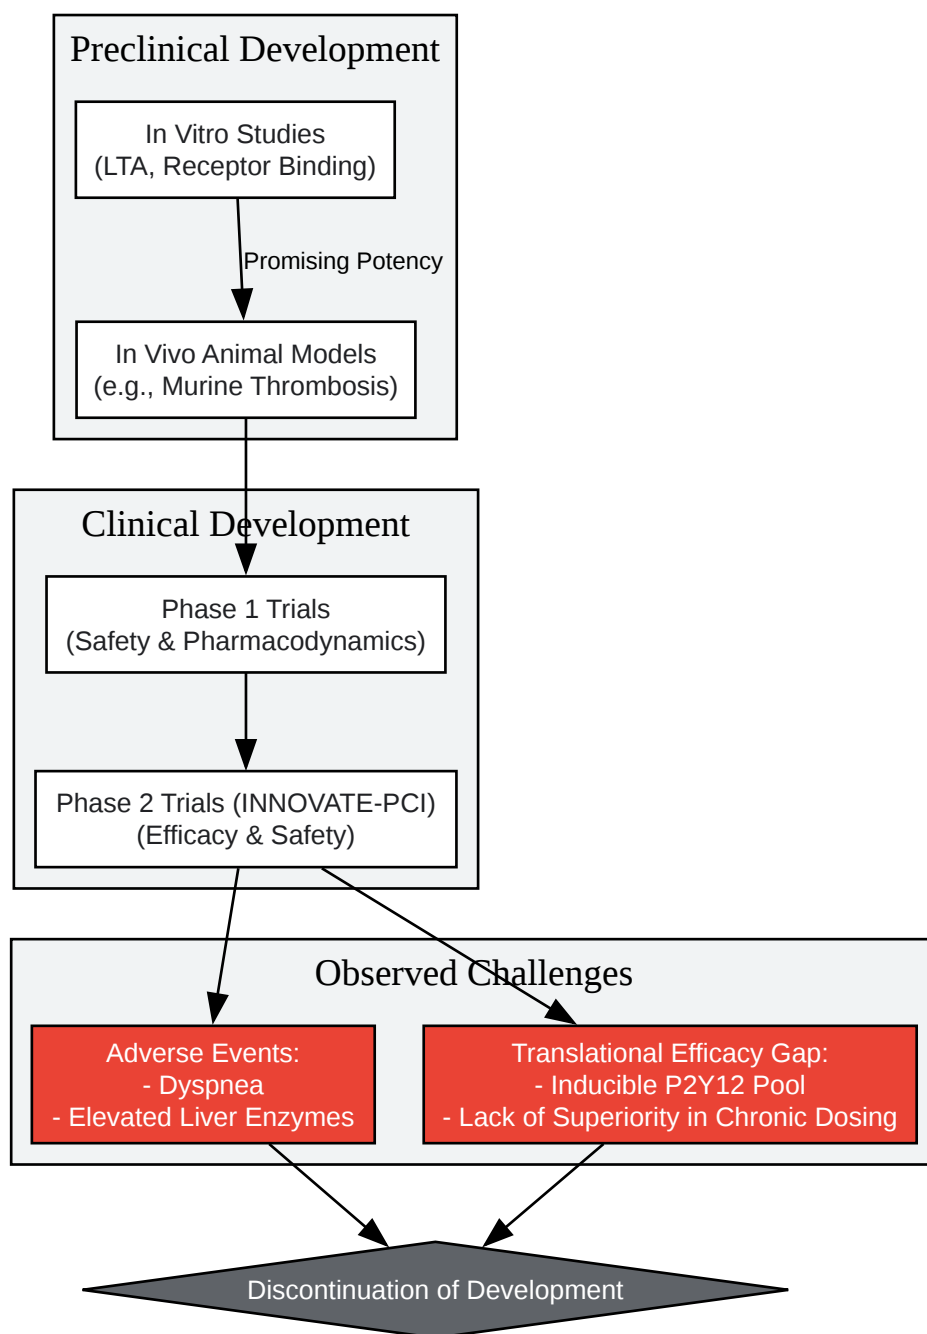 Preclinical Development
In Vitro Studies
(LTA, Receptor Binding)
Promising Potency
In Vivo Animal Models
(e.g., Murine Thrombosis)
Clinical Development
Phase 1 Trials
(Safety & Pharmacodynamics)
Phase 2 Trials (INNOVATE-PCI)
(Efficacy & Safety)
Observed Challenges
Adverse Events:
- Dyspnea
- Elevated Liver Enzymes
Translational Efficacy Gap:
- Inducible P2Y12 Pool
- Lack of Superiority in Chronic Dosing
Discontinuation of Development